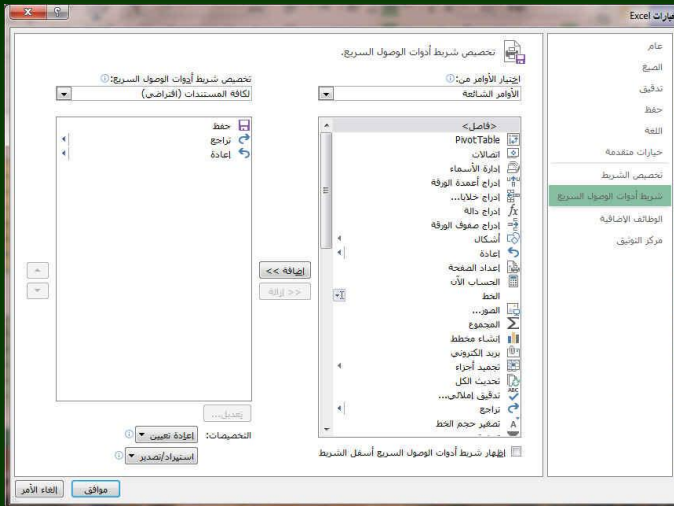 خيارات Excel
عام
الصيغ
تدقيق
حفظ
اللغة
خيارات متقدمة
تخصيص الشريط
شريط أدوات الوصول السريع
الوظائف الإضافية
مركز التوثيق
تخصيص شريط أدوات الوصول السريع.
اختيار الأوامر من:
الأوامر الشائعة
<فاصل>
PivotTable
اتصالات
إدارة الأسماء
إدراج أعمدة الورقة
إدراج خلايا...
إدراج دالة
إدراج صفوف الورقة
أشكال
إعادة
إعداد الصفحة
الحساب الآن
الخط
الصور...
المجموع
إنشاء مخطط
بريد إلكتروني
تجميد أجزاء
تحديث الكل
تدقيق إملائي...
تراجع
تصغير حجم الخط
إظهار شريط أدوات الوصول السريع أسفل الشريط
إضافة >>
<< إزالة
تخصيص شريط أدوات الوصول السريع:
لكافة المستندات (افتراضي)
حفظ
تراجع
إعادة
تعديل...
التخصيصات:
إعادة تعيين
استيراد/تصدير
موافق
إلغاء الأمر